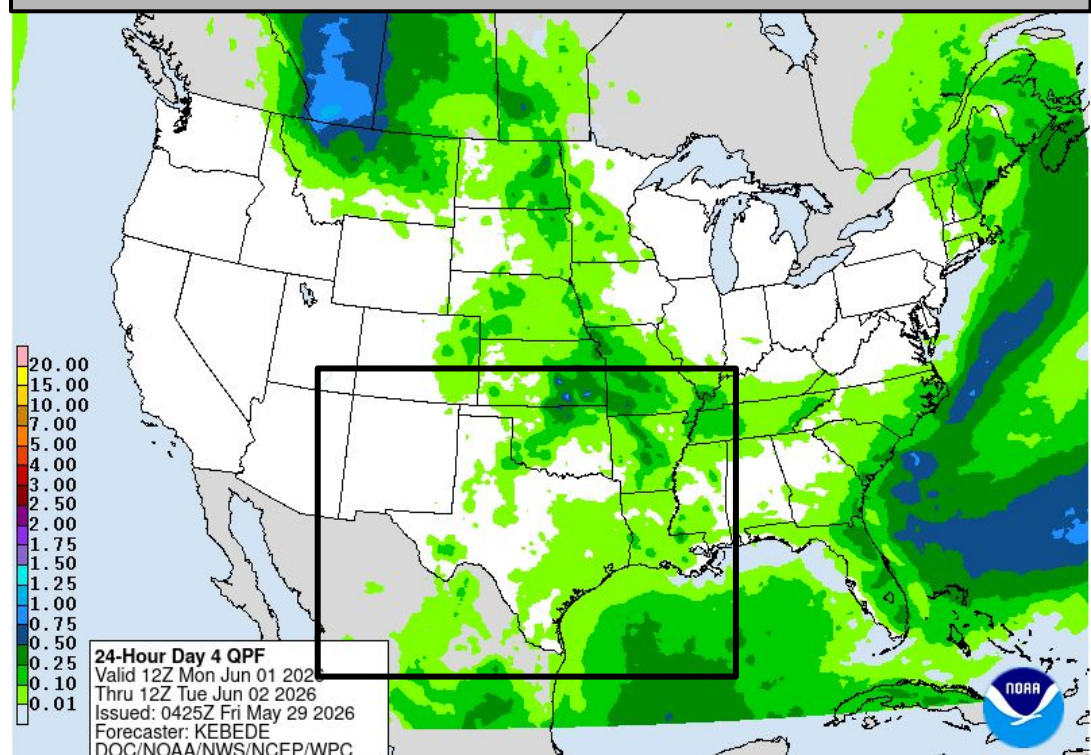 20.00
15.00
10.00
7.00
5.00
4.00
3.00
2.50
2.00
1.75
1.50
1.25
1.00
0.75
0.50
0.25
0.10
0.01
24-Hour Day 4 QPF
Valid 12Z Mon Jun 01 2026
Thru 12Z Tue Jun 02 2026
Issued: 0425Z Fri May 29 2026
Forecaster: KEBEDE
DOC/NOAA/NWS/NCEP/WPC
NOAA